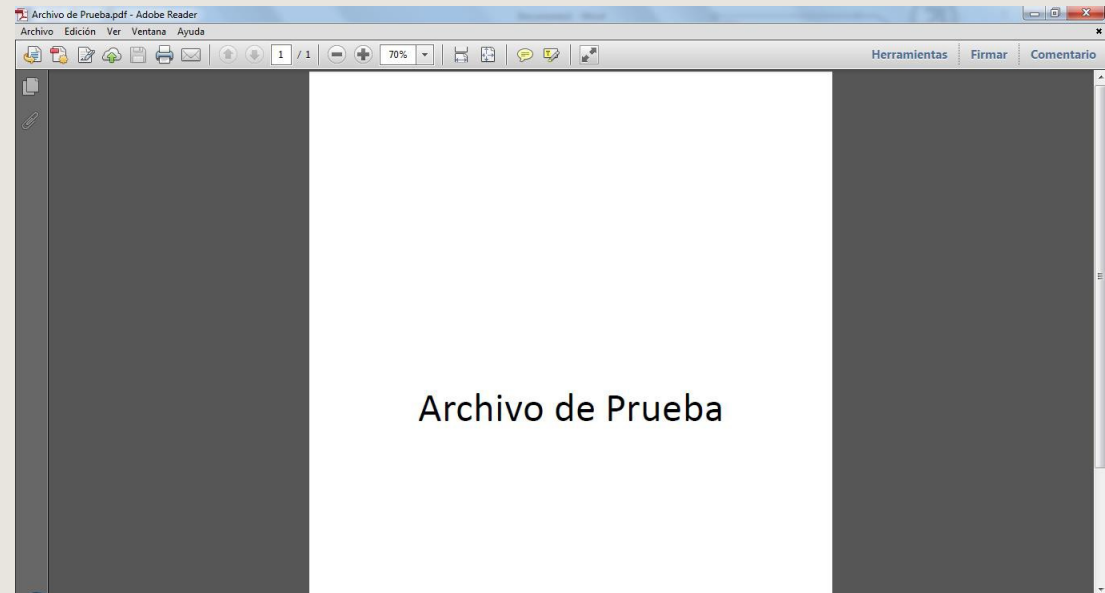 Archivo de Prueba.pdf - Adobe Reader
Archivo Edición Ver Ventana Ayuda
1 / 1 70% Herramientas Firmar Comentario
Archivo de Prueba